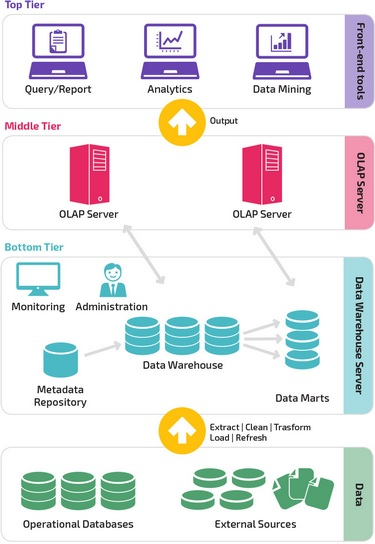 Top Tier
Query/Report
Analytics
Data Mining
Front-end tools
Output
Middle Tier
OLAP Server
OLAP Server
OLAP Server
Bottom Tier
Monitoring
Administration
Data Warehouse
Metadata
Repository
Data Marts
Data Warehouse Server
Extract | Clean | Trasform
Load | Refresh
Operational Databases
External Sources
Data